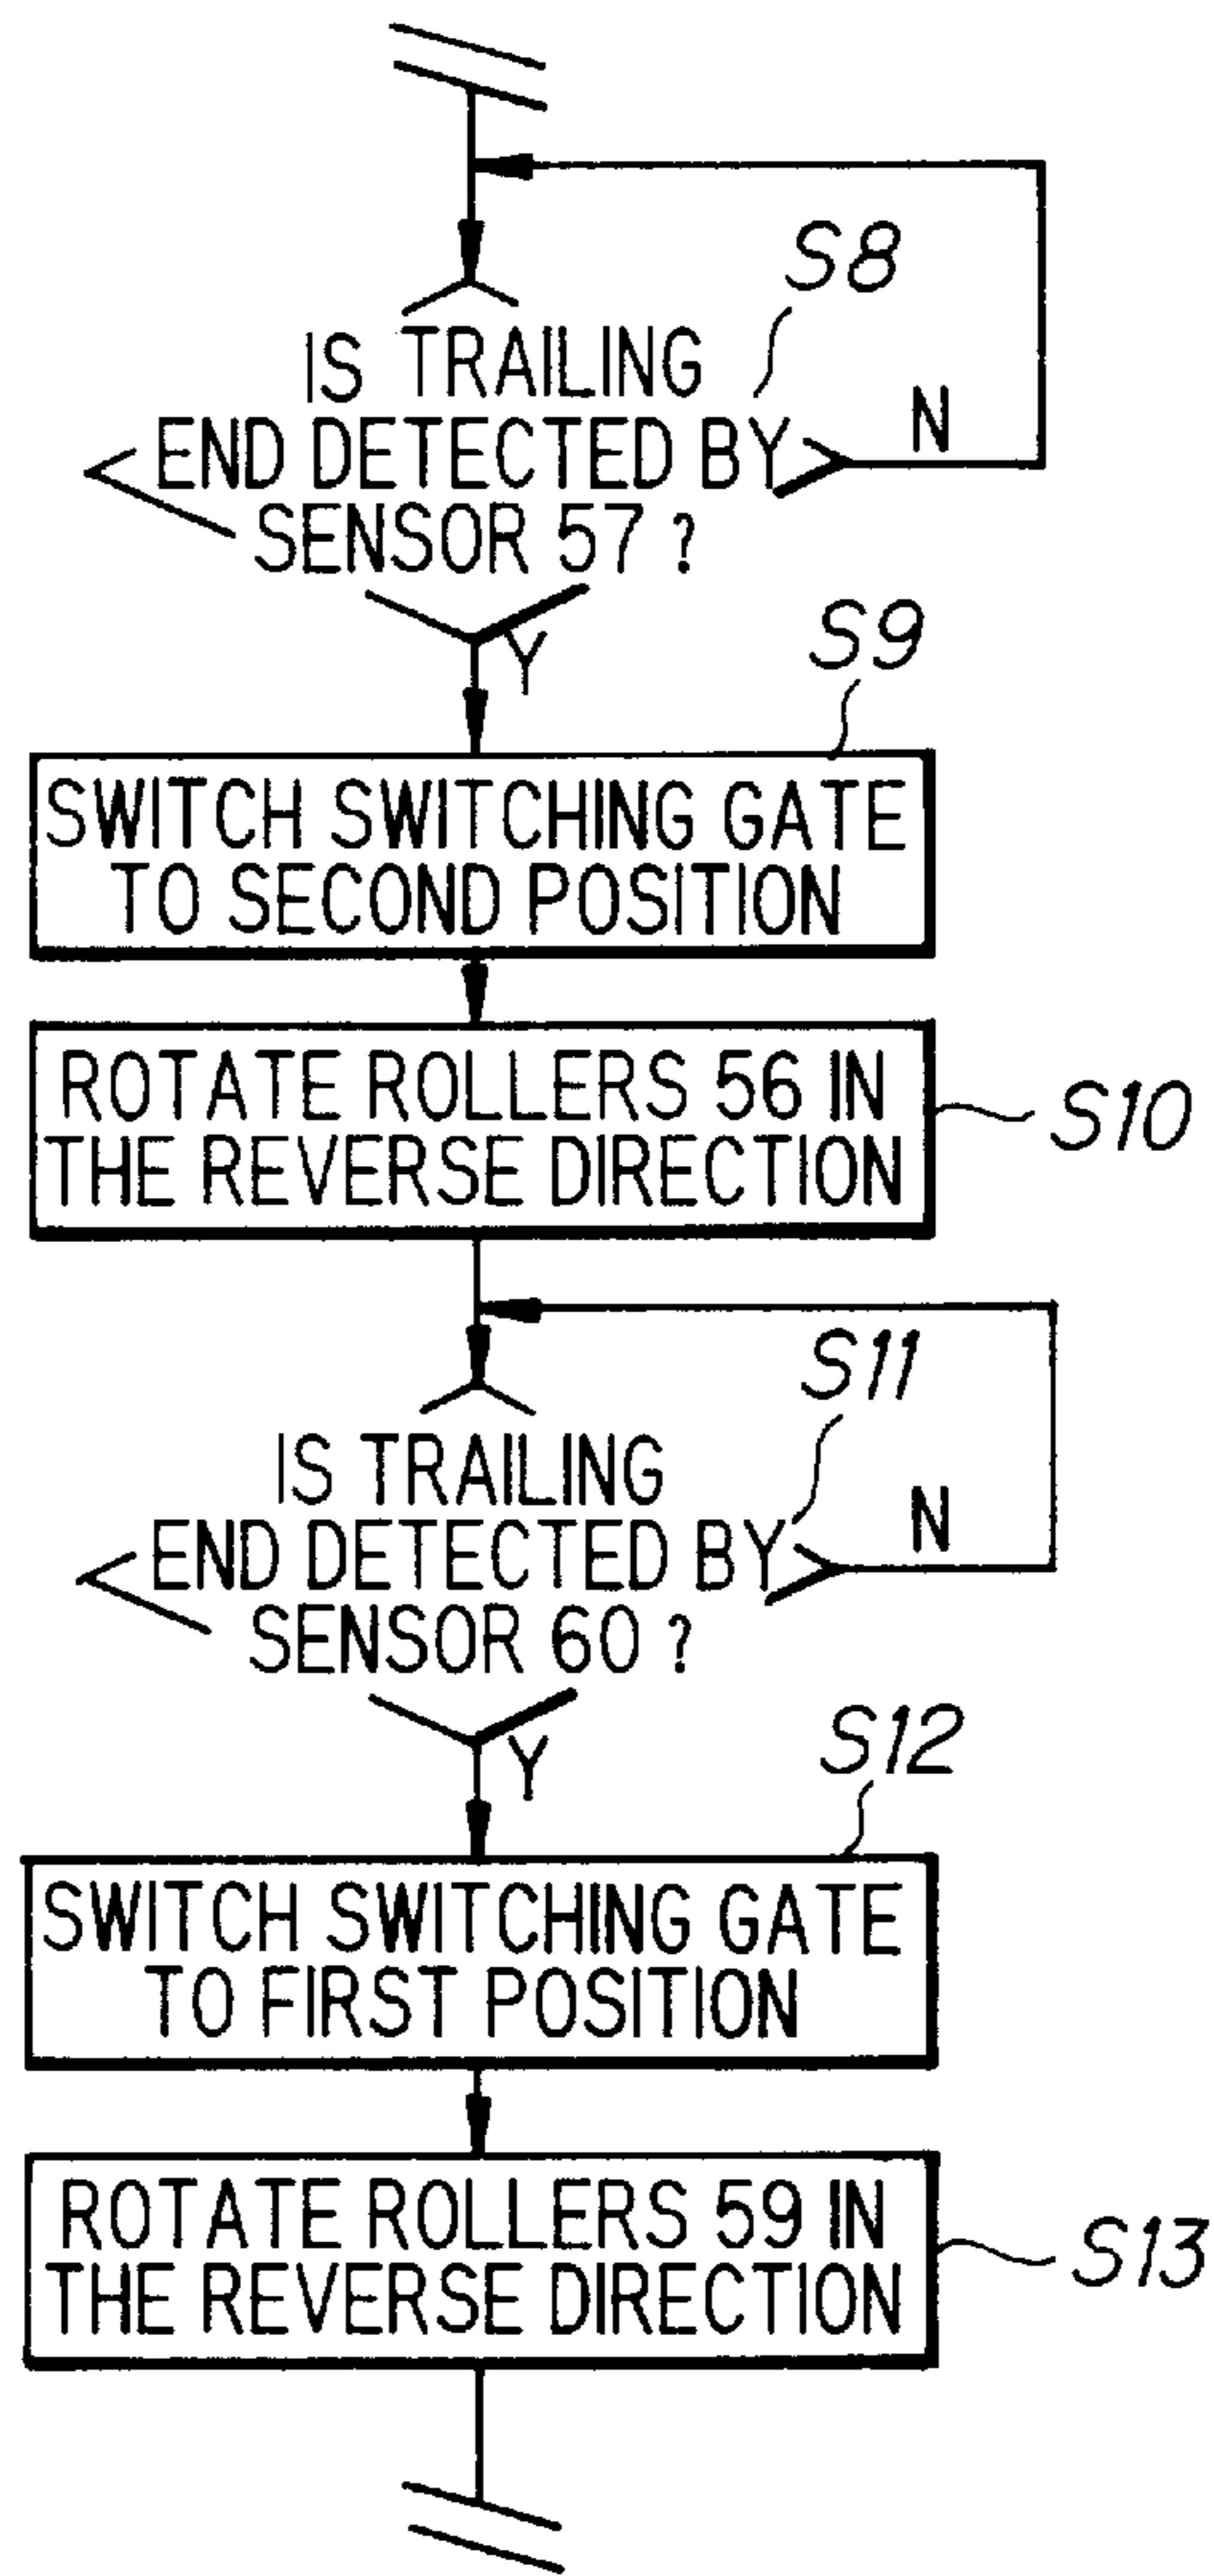 S8
IS TRAILING
END DETECTED BY
SENSOR 57 ?
N
Y
S9
SWITCH SWITCHING GATE
TO SECOND POSITION
ROTATE ROLLERS 56 IN
THE REVERSE DIRECTION
S10
S11
IS TRAILING
END DETECTED BY
SENSOR 60 ?
N
Y
S12
SWITCH SWITCHING GATE
TO FIRST POSITION
ROTATE ROLLERS 59 IN
THE REVERSE DIRECTION
S13